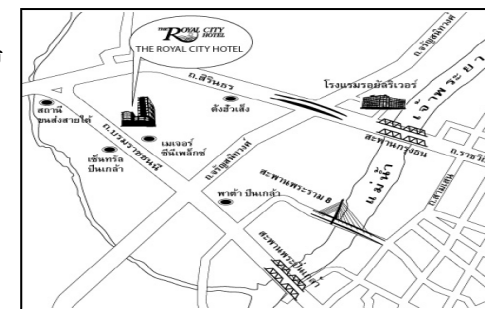 THE ROYAL CITY
HOTEL
THE ROYAL CITY HOTEL
ถ.จรัญสนิทวงศ์
ถ.สิรินธร
โรงแรมรอยัลริเวอร์
ตั้งฮั่วเส็ง
สถานี
ขนส่งสายใต้
ถ.บรมราชชนนี
เมเจอร์
ซีนีเพล็กซ์
เซ็นทรัล
ปิ่นเกล้า
ถ.จรัญสนิทวงศ์
พาต้า ปิ่นเกล้า
สะพานพระราม 8
สะพานพระปิ่นเกล้า
สะพานกรุงธน
แม่น้ำ
เจ้าพระยา
ถ.สามเสน